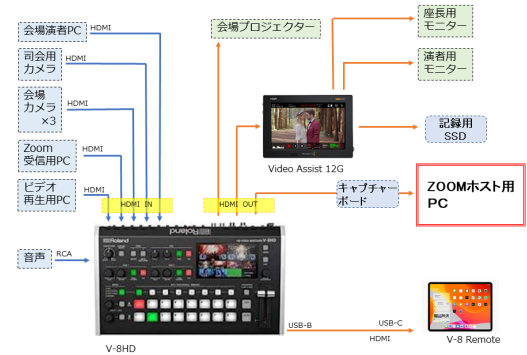 会場演者PC
HDMI
司会用
カメラ
HDMI
会場
カメラ
×3
HDMI
Zoom
受信用PC
HDMI
ビデオ
再生用PC
HDMI
音声
RCA
HDMI IN
HDMI OUT
会場プロジェクター
座長用
モニター
演者用
モニター
記録用
SSD
Video Assist 12G
キャプチャー
ボード
ZOOMホスト用
PC
Roland
Roland
V-8HD
V-8HD
USB-B
USB-C
HDMI
V-8 Remote